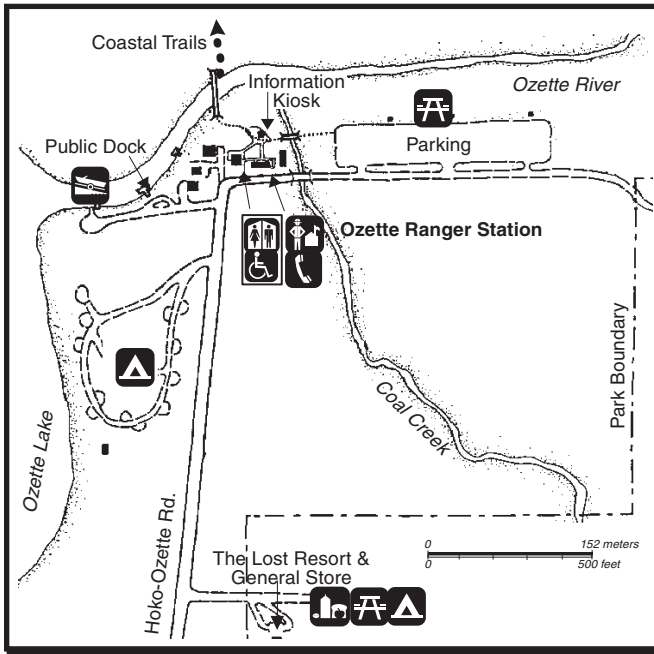 Coastal Trails
Information
Kiosk
Ozette River
Public Dock
Parking
Ozette Ranger Station
Park Boundary
Coal Creek
Ozette Lake
Hoko-Ozette Rd.
0 152 meters
0 500 feet
The Lost Resort &
General Store